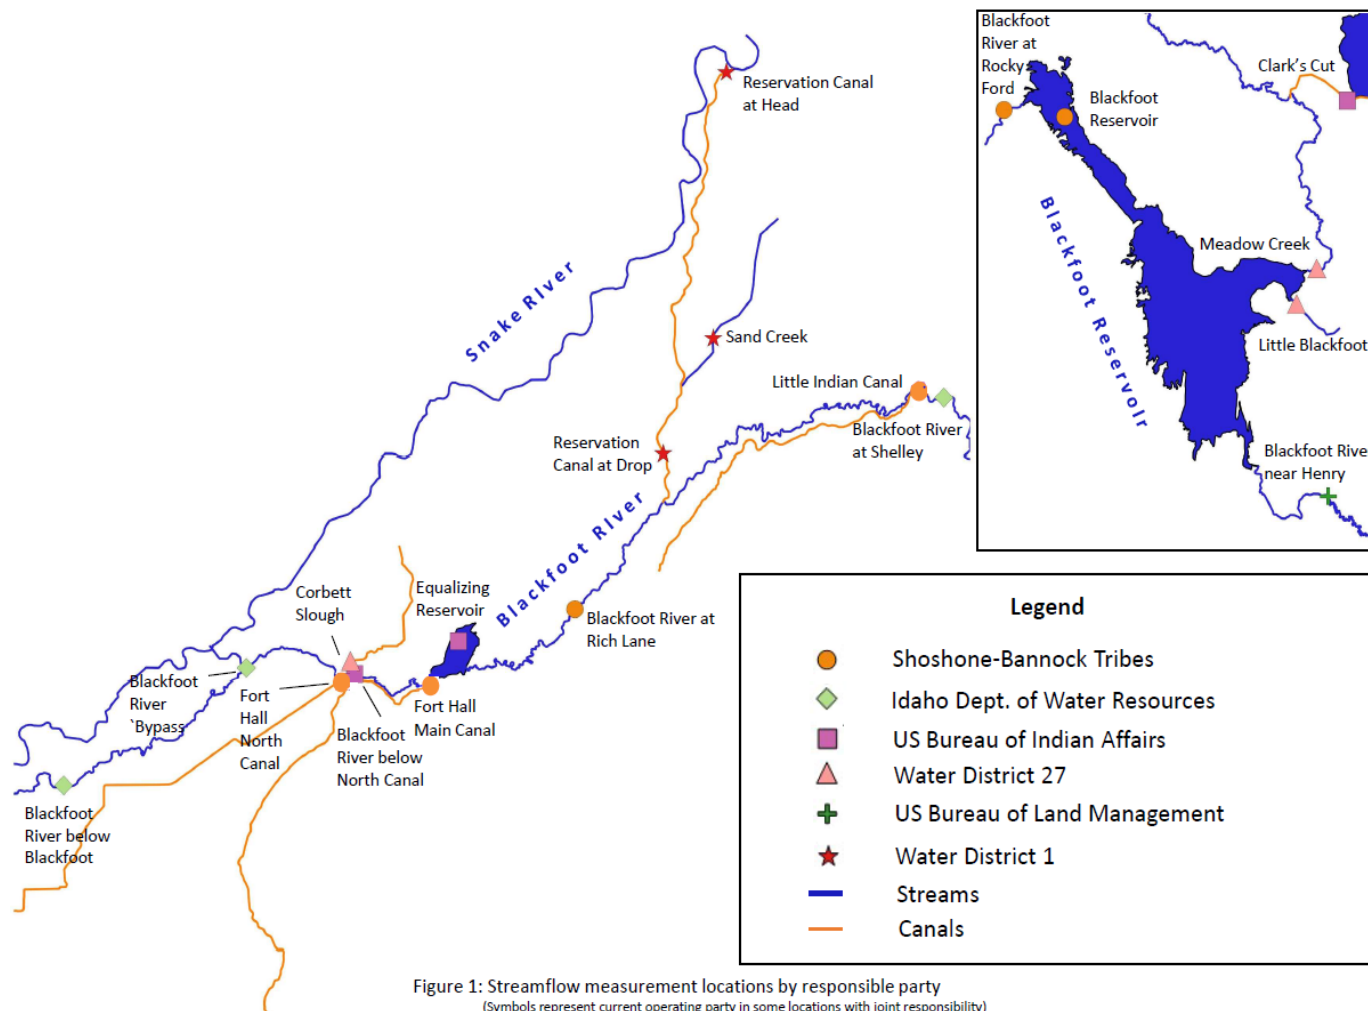 Blackfoot
River at
Rocky
Ford
Blackfoot
Reservoir
Clark's Cut
Blackfoot Reservoir
Meadow Creek
Little Blackfoot
Blackfoot Rive
near Henry
Reservation Canal
at Head
Snake River
Sand Creek
Little Indian Canal
Blackfoot River
at Shelley
Reservation
Canal at Drop
Blackfoot River
Corbett
Slough
Equalizing
Reservoir
Blackfoot River at
Rich Lane
Blackfoot
River
`Bypass
Fort
Hall
North
Canal
Fort Hall
Main Canal
Blackfoot
River below
North Canal
Blackfoot
River below
Blackfoot
Legend
Shoshone-Bannock Tribes
Idaho Dept. of Water Resources
US Bureau of Indian Affairs
Water District 27
US Bureau of Land Management
Water District 1
Streams
Canals
Figure 1: Streamflow measurement locations by responsible party
(Symbols represent current operating party in some locations with joint responsibility)